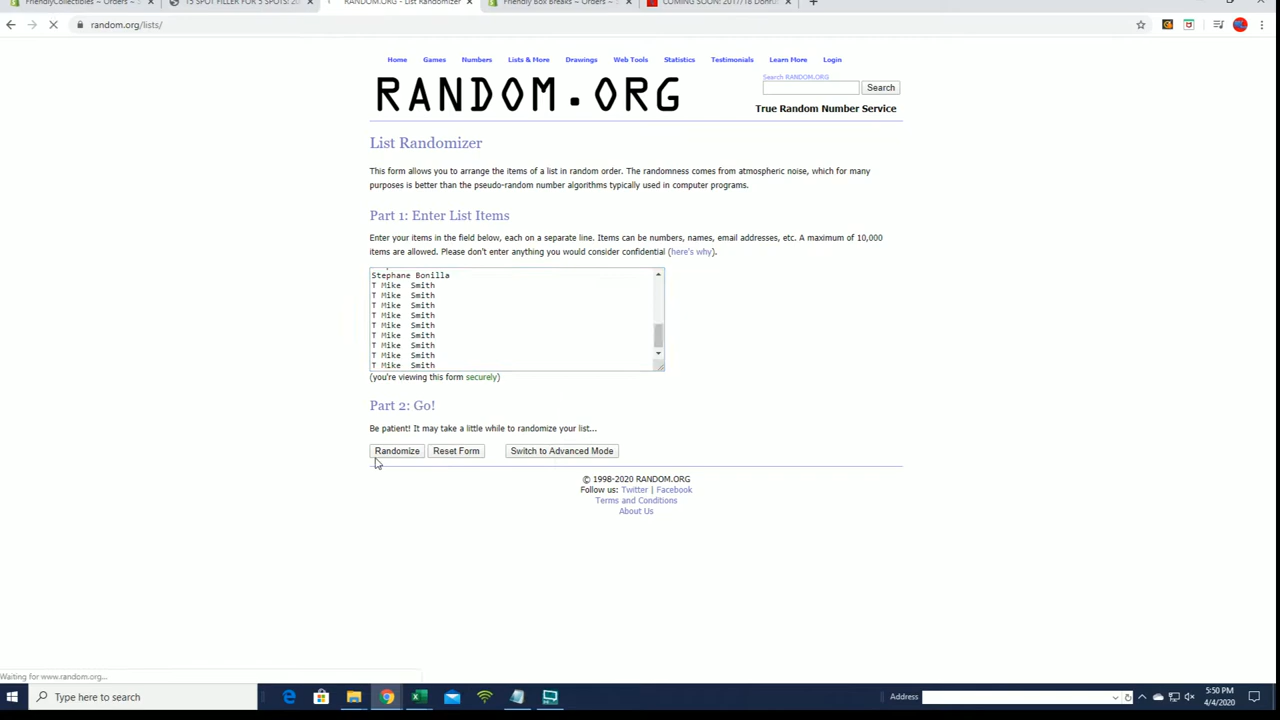 FriendlyCollectibles ~ Orders ~ S
15 SPOT FILLER FOR 5 SPOTS: 20
RANDOM.ORG - List Randomizer
Friendly Box Breaks ~ Orders ~
COMING SOON! 2017/18 Donrus
random.org/lists/
Home Games Numbers Lists & More Drawings Web Tools Statistics Testimonials Learn More Login
RANDOM.ORG
Search RANDOM.ORG
Search
True Random Number Service
List Randomizer
This form allows you to arrange the items of a list in random order. The randomness comes from atmospheric noise, which for many
purposes is better than the pseudo-random number algorithms typically used in computer programs.
Part 1: Enter List Items
Enter your items in the field below, each on a separate line. Items can be numbers, names, email addresses, etc. A maximum of 10,000
items are allowed. Please don't enter anything you would consider confidential (here's why).
Stephane Bonilla
T Mike  Smith
T Mike  Smith
T Mike  Smith
T Mike  Smith
T Mike  Smith
T Mike  Smith
T Mike  Smith
T Mike  Smith
T Mike  Smith
(you're viewing this form securely)
Part 2: Go!
Be patient! It may take a little while to randomize your list...
Randomize Reset Form Switch to Advanced Mode
© 1998-2020 RANDOM.ORG
Follow us: Twitter | Facebook
Terms and Conditions
About Us
Waiting for www.random.org...
Type here to search
Address
5:50 PM
4/4/2020